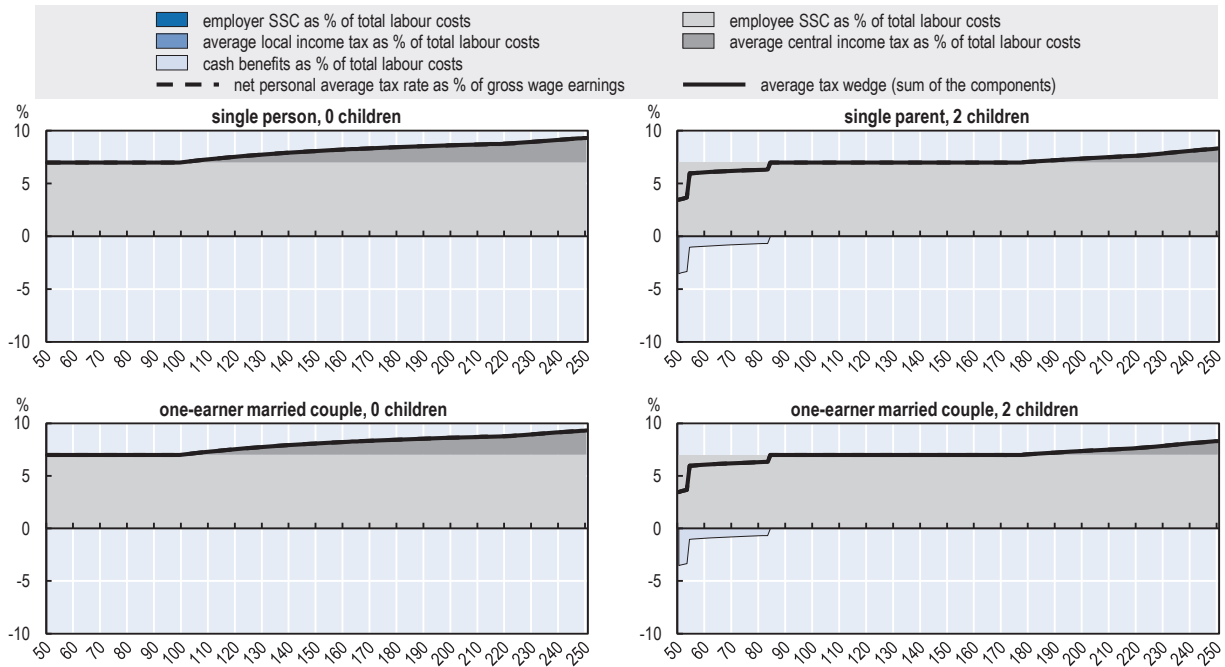 employer SSC as % of total labour costs
employee SSC as % of total labour costs
average local income tax as % of total labour costs
average central income tax as % of total labour costs
cash benefits as % of total labour costs
net personal average tax rate as % of gross wage earnings
average tax wedge (sum of the components)
%
single person, 0 children
10
5
0
-5
-10
50 60 70 80 90 100 110 120 130 140 150 160 170 180 190 200 210 220 230 240 250
%
single parent, 2 children
10
5
0
-5
-10
50 60 70 80 90 100 110 120 130 140 150 160 170 180 190 200 210 220 230 240 250
%
one-earner married couple, 0 children
10
5
0
-5
-10
50 60 70 80 90 100 110 120 130 140 150 160 170 180 190 200 210 220 230 240 250
%
one-earner married couple, 2 children
10
5
0
-5
-10
50 60 70 80 90 100 110 120 130 140 150 160 170 180 190 200 210 220 230 240 250